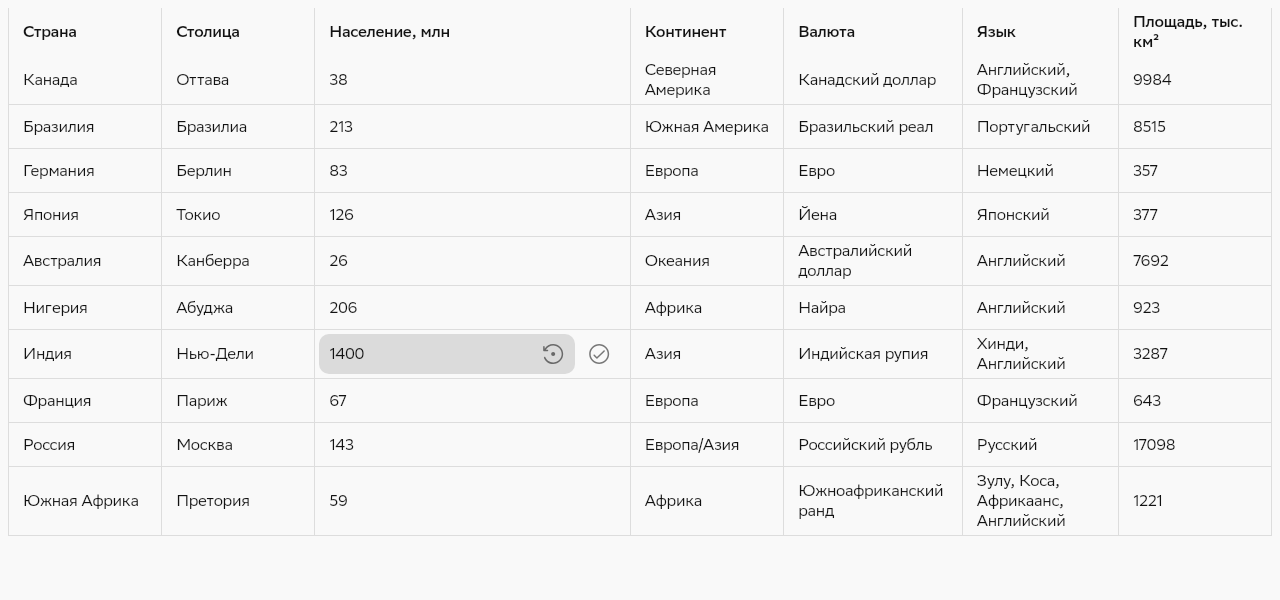 Страна Столица Население, млн Континент Валюта Язык Площадь, тыс. км²
Канада Оттава 38 Северная Америка Канадский доллар Английский, Французский 9984
Бразилия Бразилиа 213 Южная Америка Бразильский реал Португальский 8515
Германия Берлин 83 Европа Евро Немецкий 357
Япония Токио 126 Азия Йена Японский 377
Австралия Канберра 26 Океания Австралийский доллар Английский 7692
Нигерия Абуджа 206 Африка Найра Английский 923
Индия Нью-Дели 1400 Азия Индийская рупия Хинди, Английский 3287
Франция Париж 67 Европа Евро Французский 643
Россия Москва 143 Европа/Азия Российский рубль Русский 17098
Южная Африка Претория 59 Африка Южноафриканский ранд Зулу, Коса, Африкаанс, Английский 1221